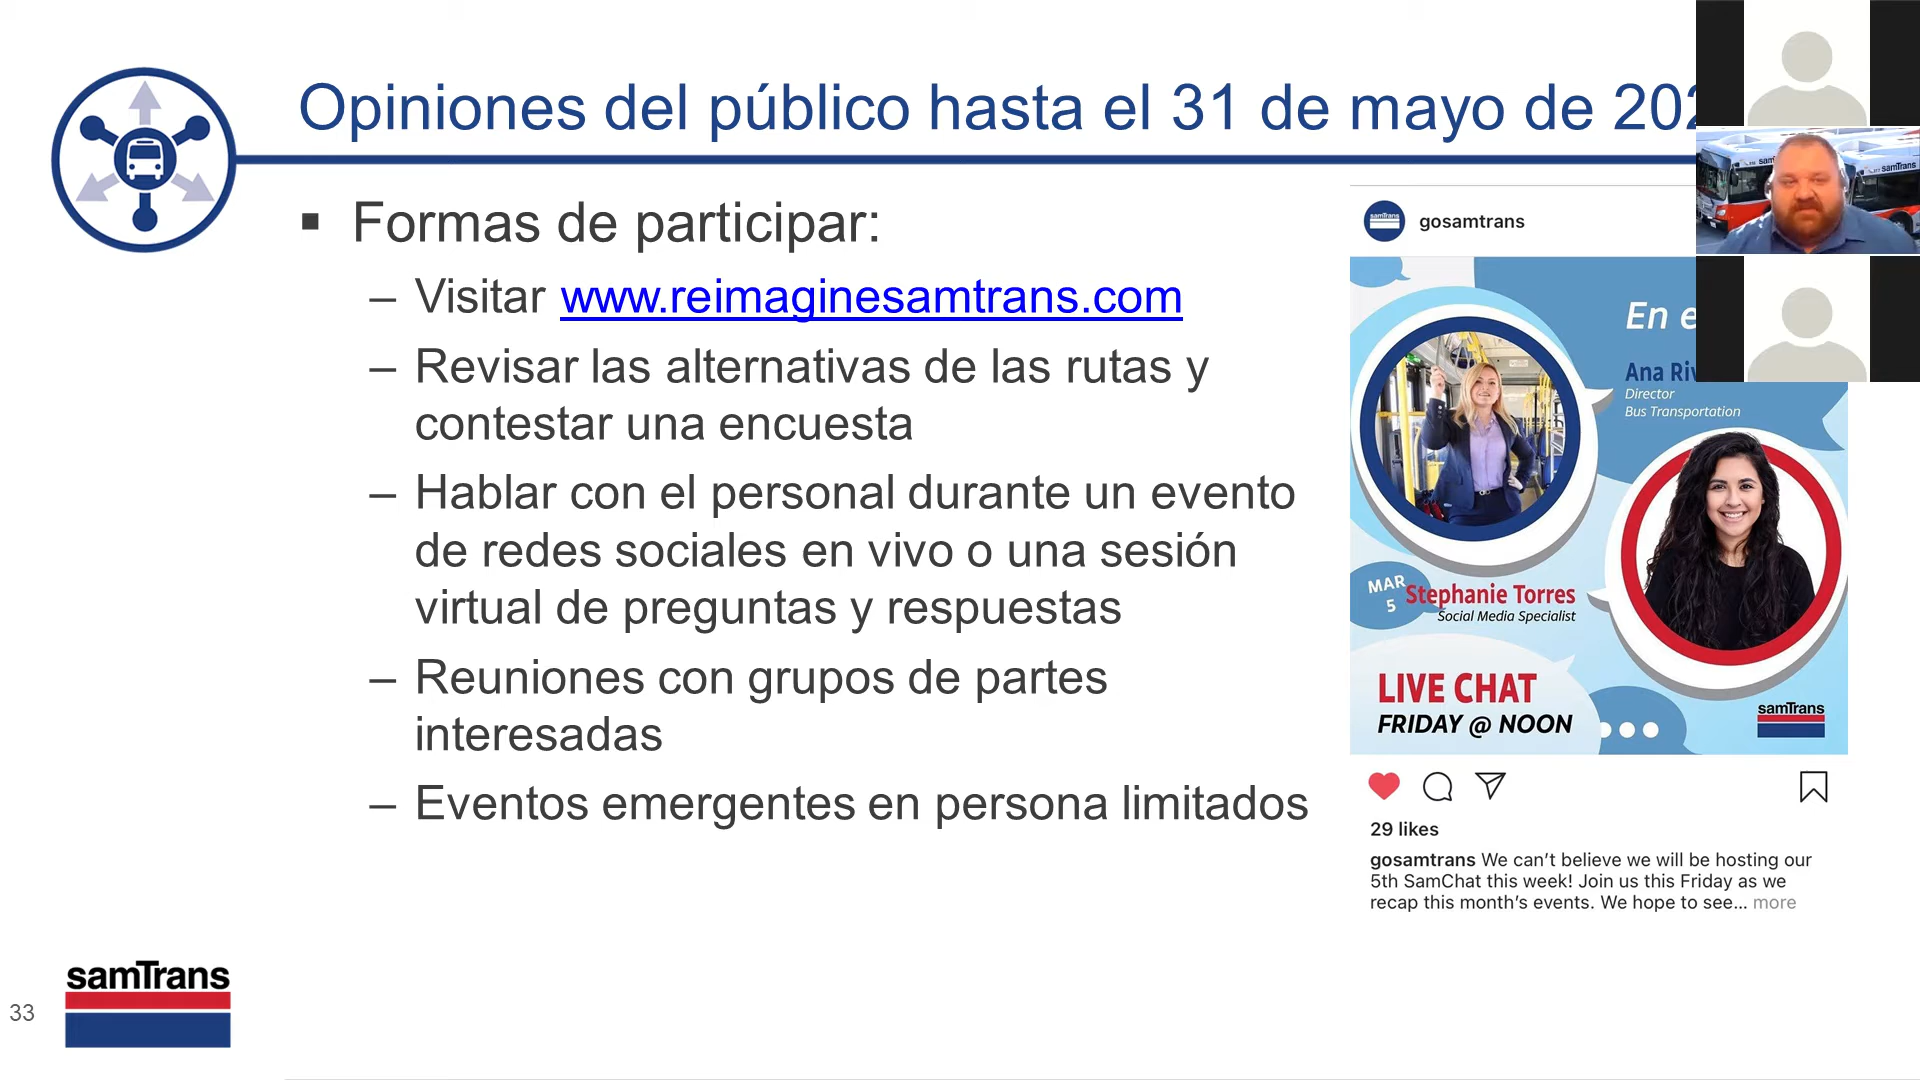 Opiniones del público hasta el 31 de mayo de
▪ Formas de participar:
– Visitar www.reimaginesamtrans.com
– Revisar las alternativas de las rutas y
contestar una encuesta
– Hablar con el personal durante un evento
de redes sociales en vivo o una sesión
virtual de preguntas y respuestas
– Reuniones con grupos de partes
interesadas
– Eventos emergentes en persona limitados
samTrans
33
samTrans
gosamtrans
En
Ana
Director
Bus Transportation
MAR
5
Stephanie Torres
Social Media Specialist
LIVE CHAT
FRIDAY @ NOON
samTrans
29 likes
gosamtrans We can't believe we will be hosting our
5th SamChat this week! Join us this Friday as we
recap this month's events. We hope to see... more
samTrans